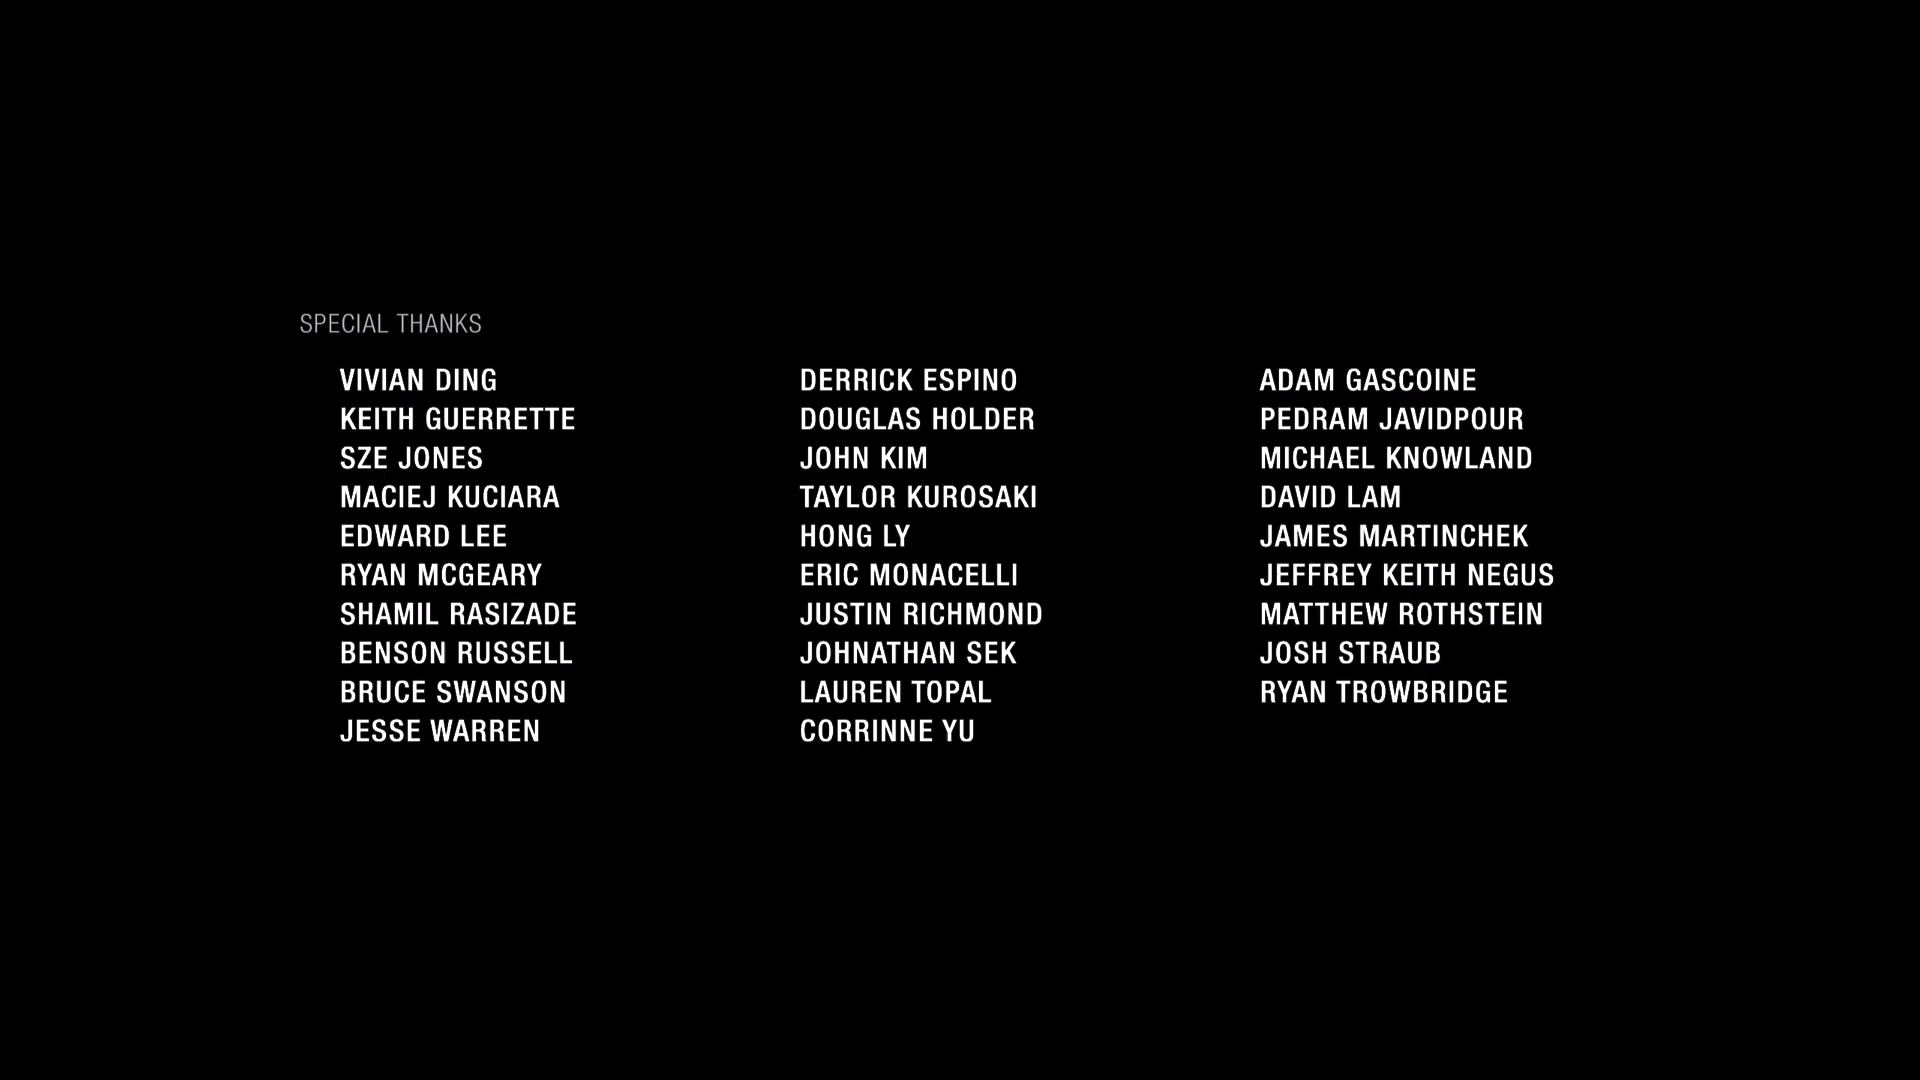 SPECIAL THANKS
VIVIAN DING
KEITH GUERRETTE
SZE JONES
MACIEJ KUCIARA
EDWARD LEE
RYAN MCGEARY
SHAMIL RASIZADE
BENSON RUSSELL
BRUCE SWANSON
JESSE WARREN
DERRICK ESPINO
DOUGLAS HOLDER
JOHN KIM
TAYLOR KUROSAKI
HONG LY
ERIC MONACELLI
JUSTIN RICHMOND
JOHNATHAN SEK
LAUREN TOPAL
CORRINNE YU
ADAM GASCOINE
PEDRAM JAVIDPOUR
MICHAEL KNOWLAND
DAVID LAM
JAMES MARTINCHEK
JEFFREY KEITH NEGUS
MATTHEW ROTHSTEIN
JOSH STRAUB
RYAN TROWBRIDGE